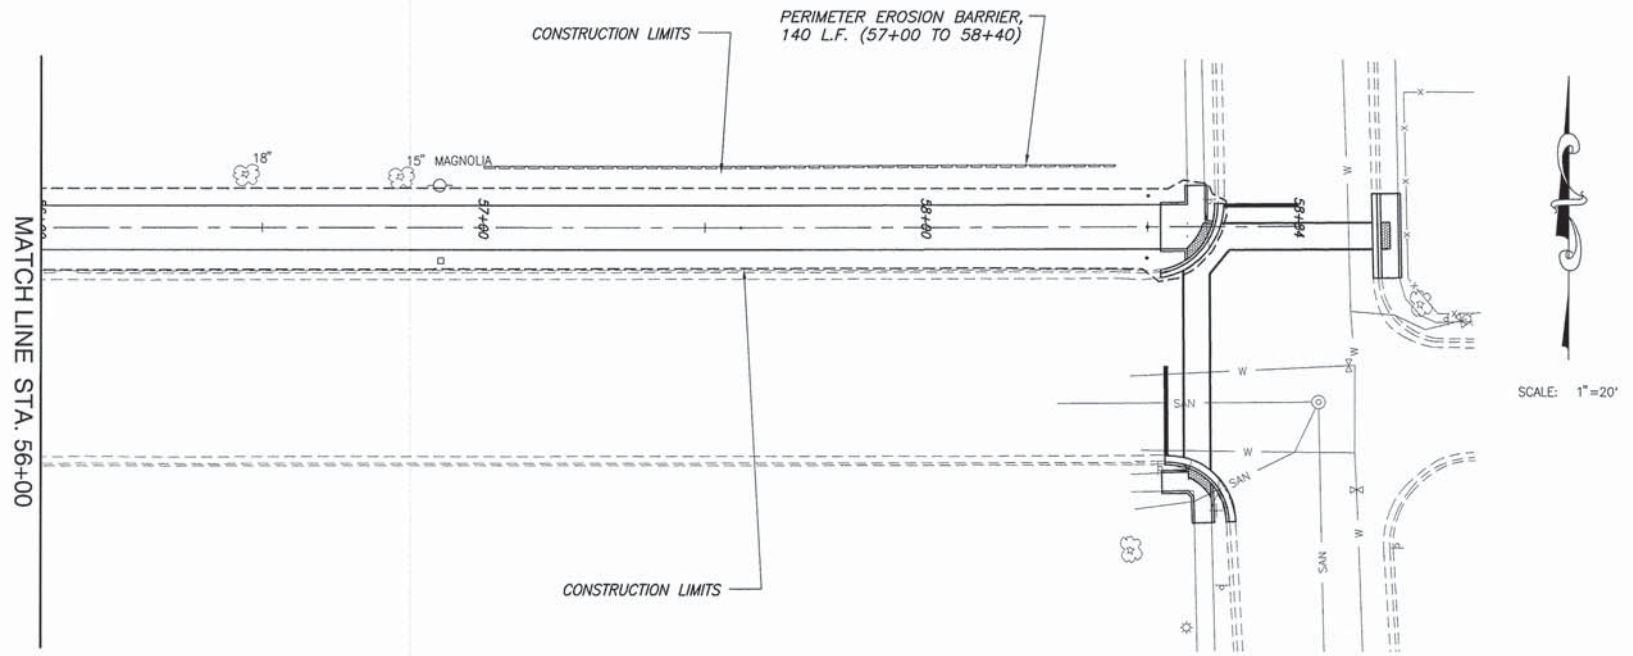 PERIMETER EROSION BARRIER,
140 L.F. (57+00 TO 58+40)
CONSTRUCTION LIMITS
18"
15" MAGNOLIA
57+00
58+00
58+84
MATCH LINE STA. 56+00
X
X
X
X
X
X
W
W
W
W
W
SAN
SAN
SAN
SCALE: 1"=20'
CONSTRUCTION LIMITS